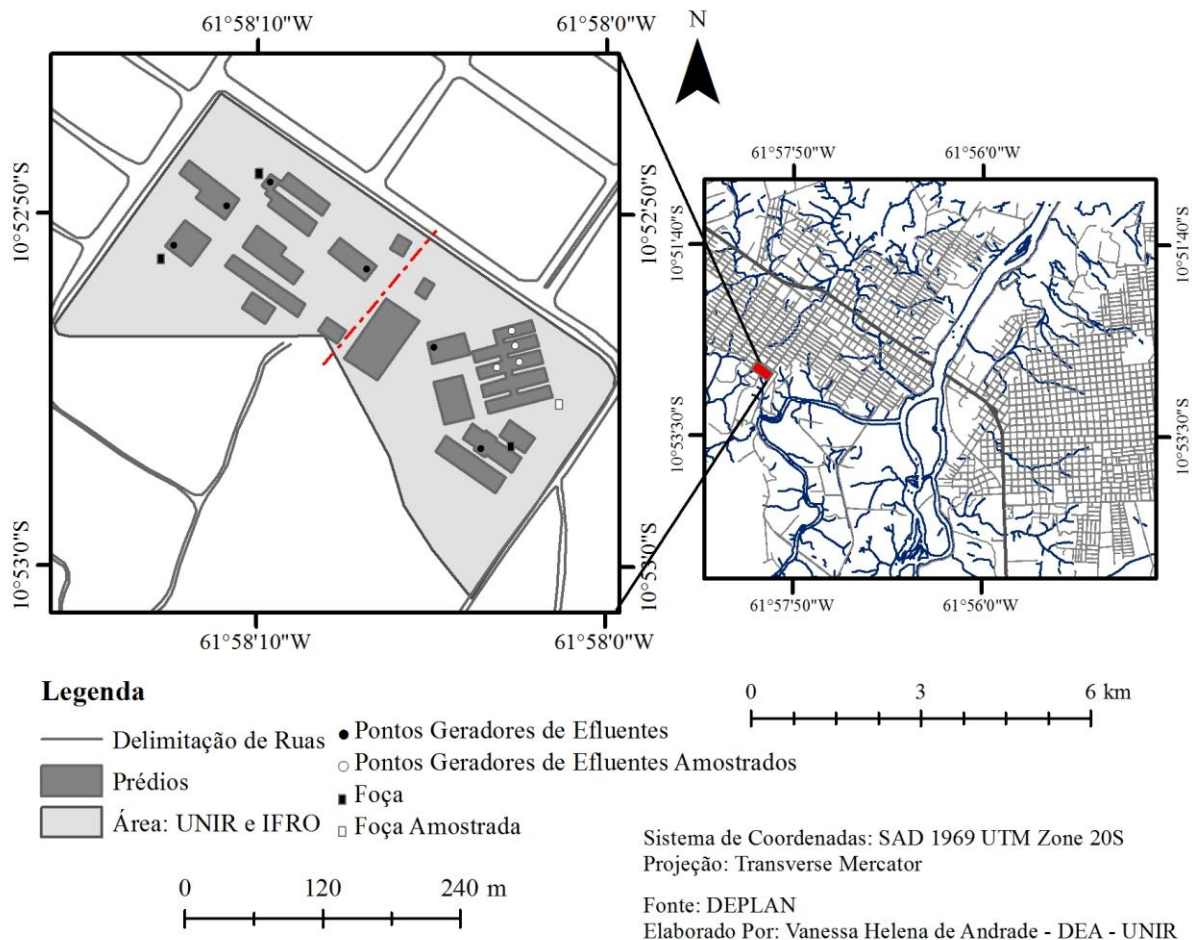 61°58'10"W 61°58'0"W
N
61°57'50"W 61°56'0"W
10°52'50"S
10°52'50"S
10°51'40"S
10°51'40"S
10°53'30"S
10°53'30"S
10°53'0"S
10°53'0"S
61°57'50"W 61°56'0"W
61°58'10"W 61°58'0"W
Legenda
Delimitação de Ruas
Prédios
Área: UNIR e IFRO
Pontos Geradores de Efluentes
Pontos Geradores de Efluentes Amostrados
Foça
Foça Amostrada
0 3 6 km
0 120 240 m
Sistema de Coordenadas: SAD 1969 UTM Zone 20S
Projeção: Transverse Mercator
Fonte: DEPLAN
Elaborado Por: Vanessa Helena de Andrade - DEA - UNIR